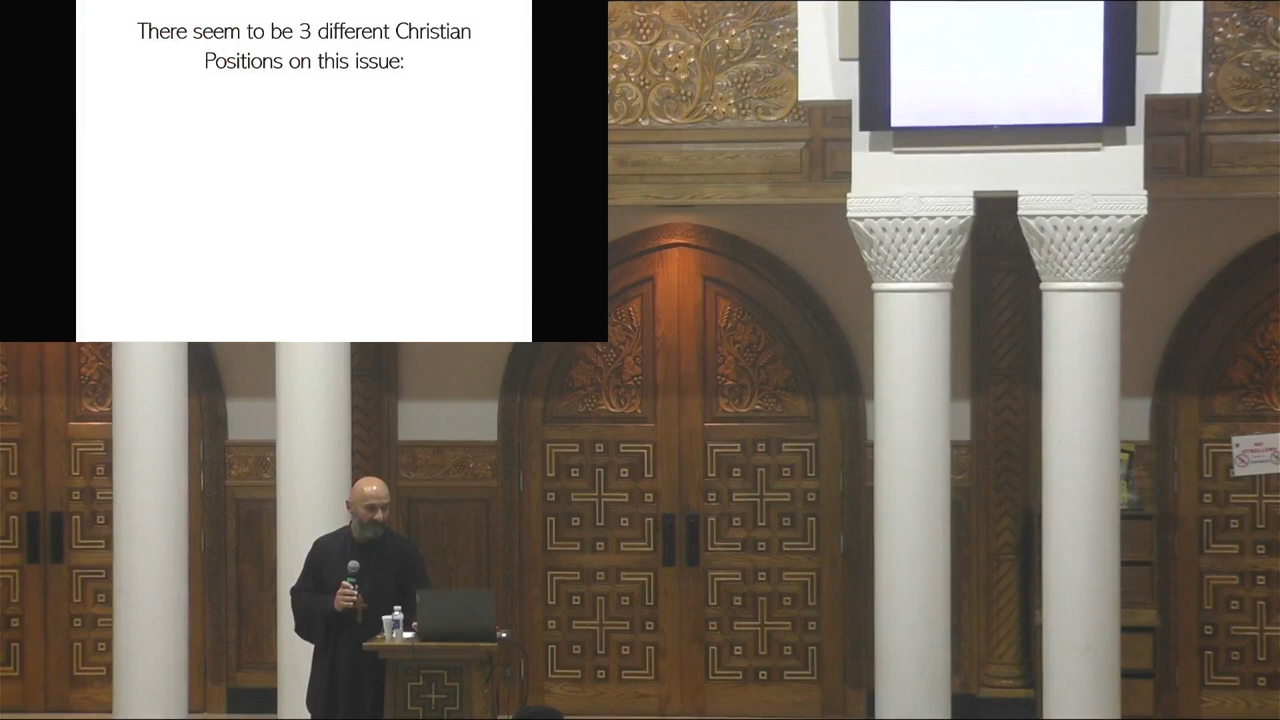 There seem to be 3 different Christian
Positions on this issue: